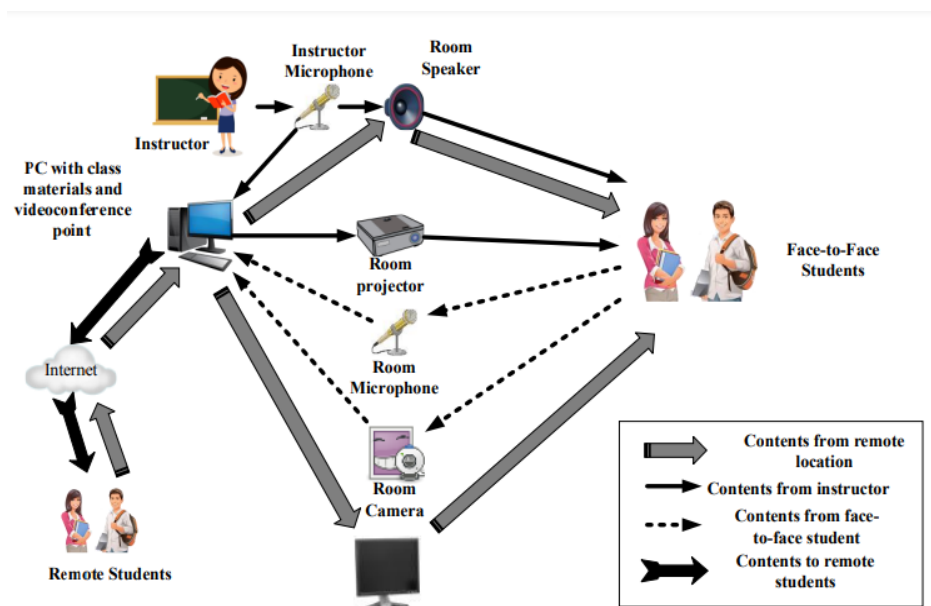 Instructor
Microphone
Room
Speaker
Instructor
PC with class
materials and
videoconference
point
Room
projector
Face-to-Face
Students
Internet
Room
Microphone
Room
Camera
Remote Students
Contents from remote
location
Contents from instructor
Contents from face-
to-face student
Contents to remote
students